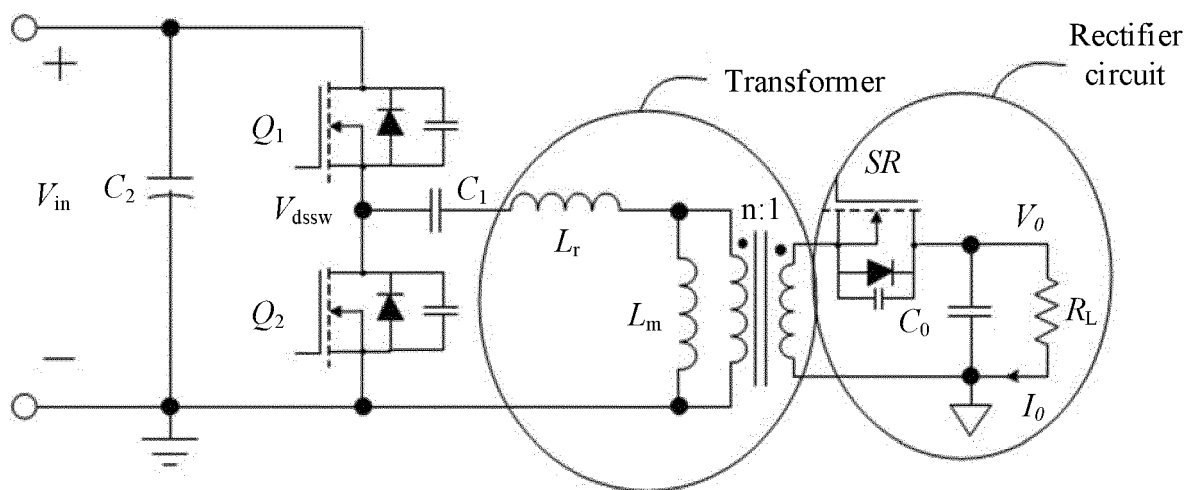 Rectifier
circuit
Transformer
+
Q1
SR
Vin
C2
Vdssw
C1
n:1
V0
Lr
Q2
Lm
C0
RL
−
I0